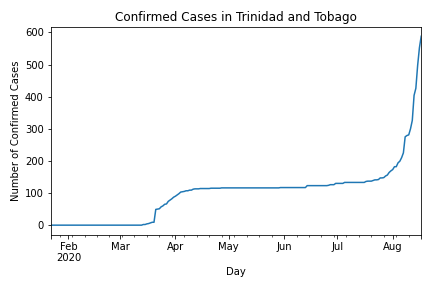 Confirmed Cases in Trinidad and Tobago
Number of Confirmed Cases
600
500
400
300
200
100
0
Feb Mar Apr May Jun Jul Aug
2020
Day